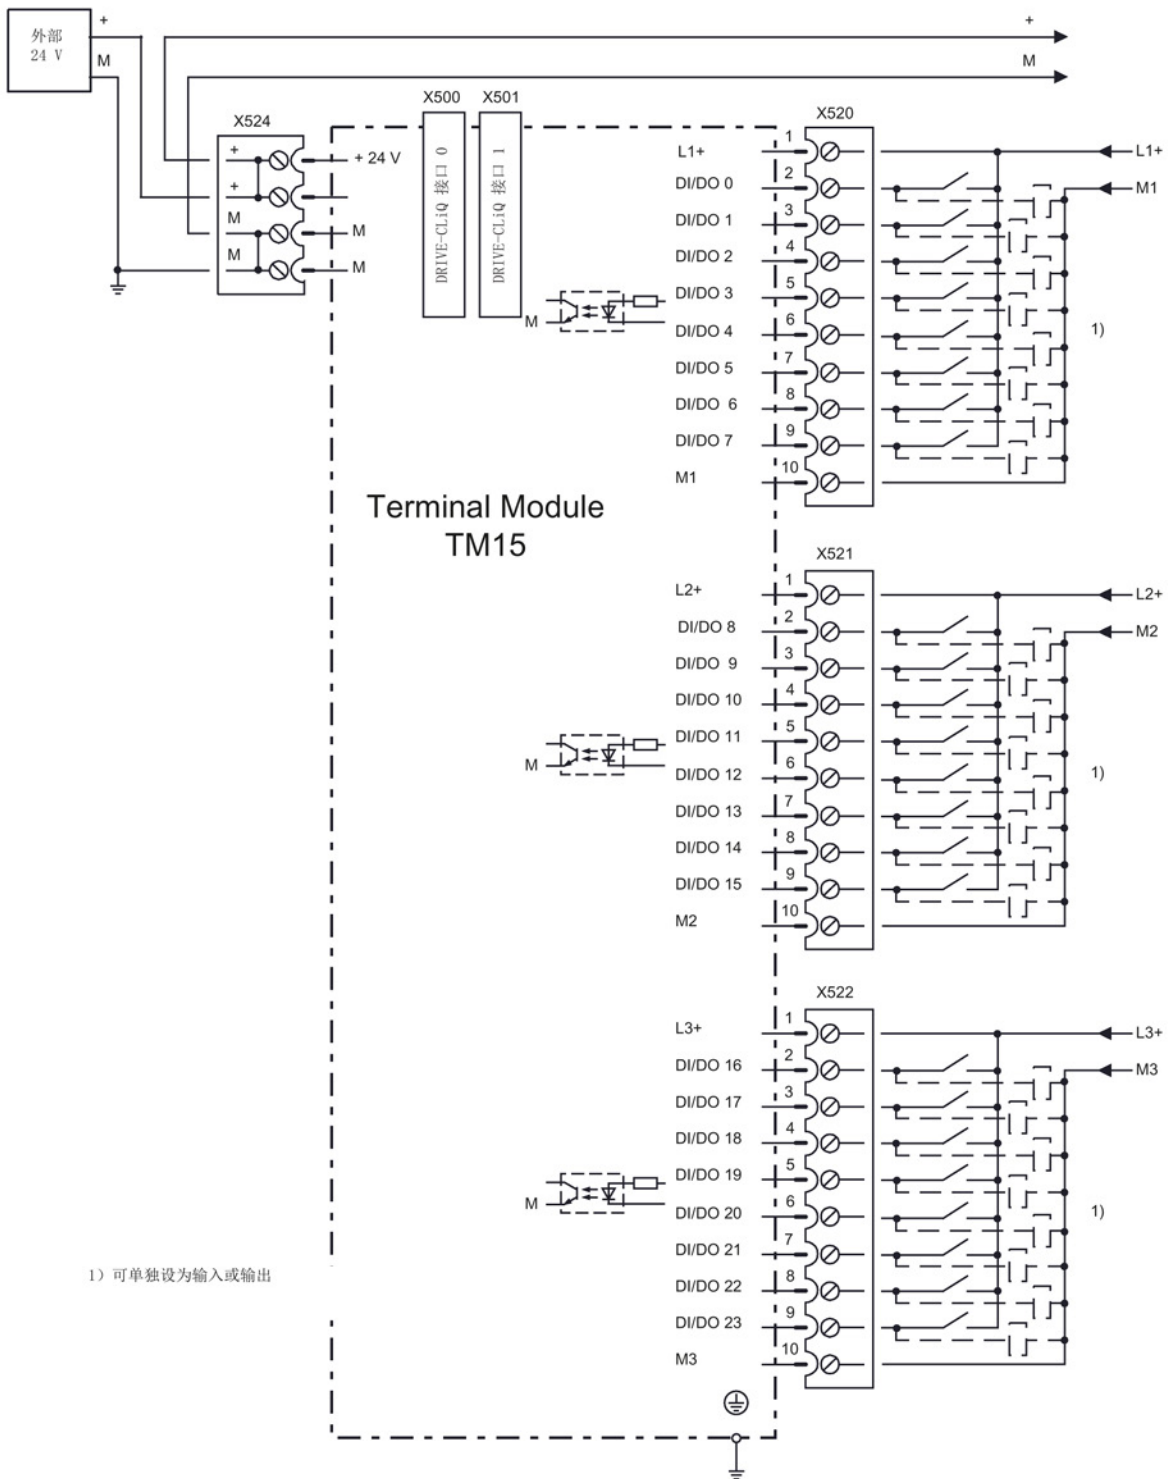 外部
24 V
+
M
+
M
X524
+
+
M
M
+ 24 V
M
M
X500
X501
DRIVE-CLiQ 接口 0
DRIVE-CLiQ 接口 1
X520
L1+ 1
DI/DO 0 2
DI/DO 1 3
DI/DO 2 4
DI/DO 3 5
DI/DO 4 6
DI/DO 5 7
DI/DO 6 8
DI/DO 7 9
M1 10
M
L1+
M1
1)
Terminal Module
TM15
X521
L2+ 1
DI/DO 8 2
DI/DO 9 3
DI/DO 10 4
DI/DO 11 5
DI/DO 12 6
DI/DO 13 7
DI/DO 14 8
DI/DO 15 9
M2 10
M
L2+
M2
1)
X522
L3+ 1
DI/DO 16 2
DI/DO 17 3
DI/DO 18 4
DI/DO 19 5
DI/DO 20 6
DI/DO 21 7
DI/DO 22 8
DI/DO 23 9
M3 10
M
L3+
M3
1)
1）可单独设为输入或输出